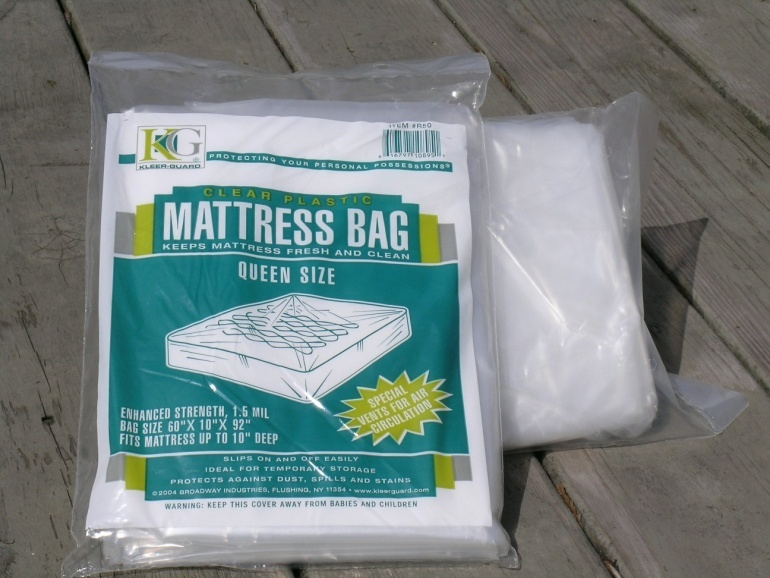 ITEM #R50
KG
KLEER-GUARD®
PROTECTING YOUR PERSONAL POSSESSIONS®
CLEAR PLASTIC
MATTRESS BAG
KEEPS MATTRESS FRESH AND CLEAN
QUEEN SIZE
SPECIAL
VENTS FOR AIR
CIRCULATION
ENHANCED STRENGTH, 1.5 MIL
BAG SIZE 60"X 10"X 92"
FITS MATTRESS UP TO 10" DEEP
SLIPS ON AND OFF EASILY
IDEAL FOR TEMPORARY STORAGE
PROTECTS AGAINST DUST, SPILLS AND STAINS
©2004 BROADWAY INDUSTRIES, FLUSHING, NY 11354 • www.kleerguard.com
WARNING: KEEP THIS COVER AWAY FROM BABIES AND CHILDREN